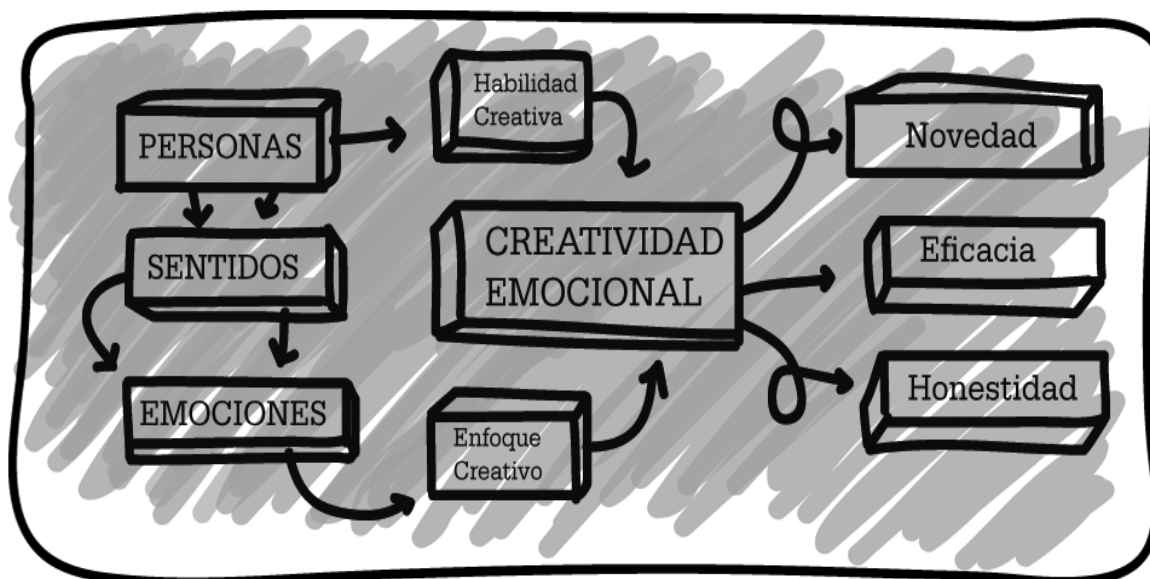 PERSONAS
SENTIDOS
EMOCIONES
Habilidad
Creativa
CREATIVIDAD
EMOCIONAL
Enfoque
Creativo
Novedad
Eficacia
Honestidad